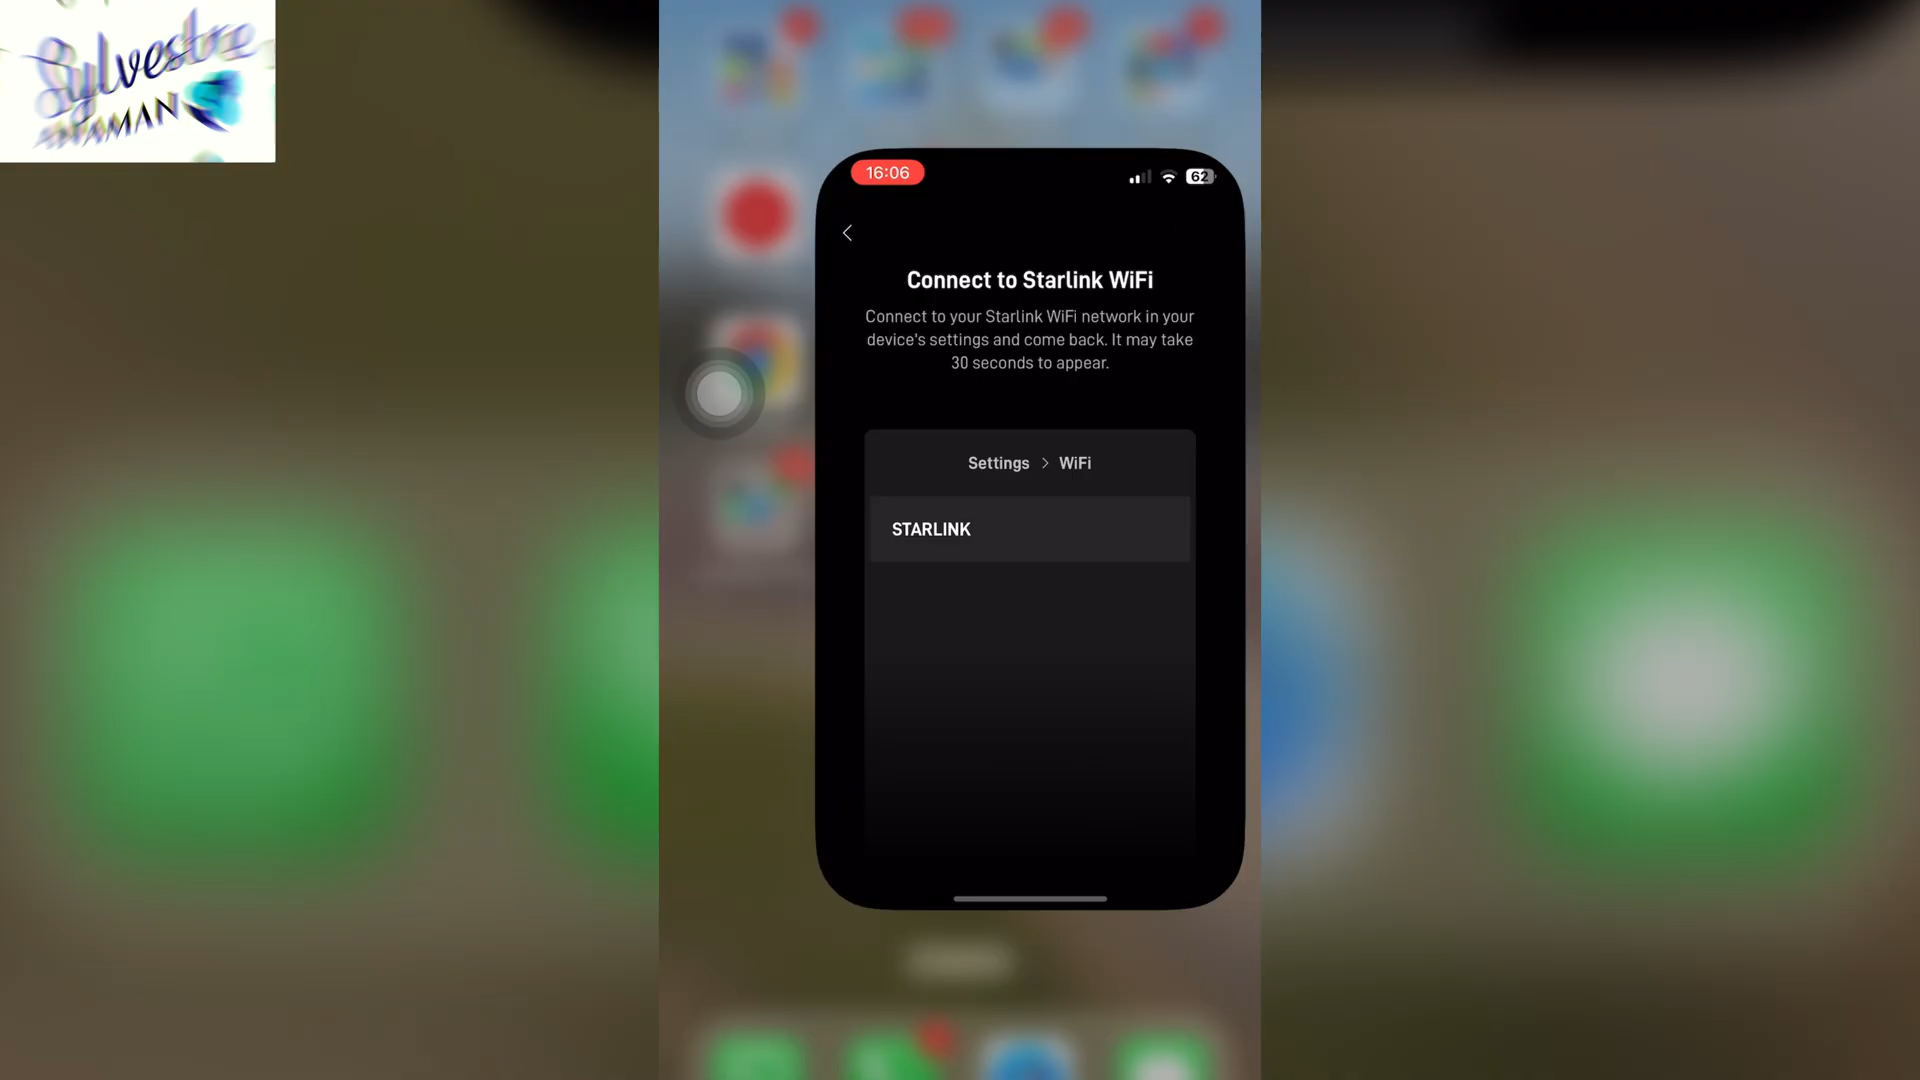 Sylvestre
16:06
62
Connect to Starlink WiFi
Connect to your Starlink WiFi network in your
device's settings and come back. It may take
30 seconds to appear.
Settings > WiFi
STARLINK